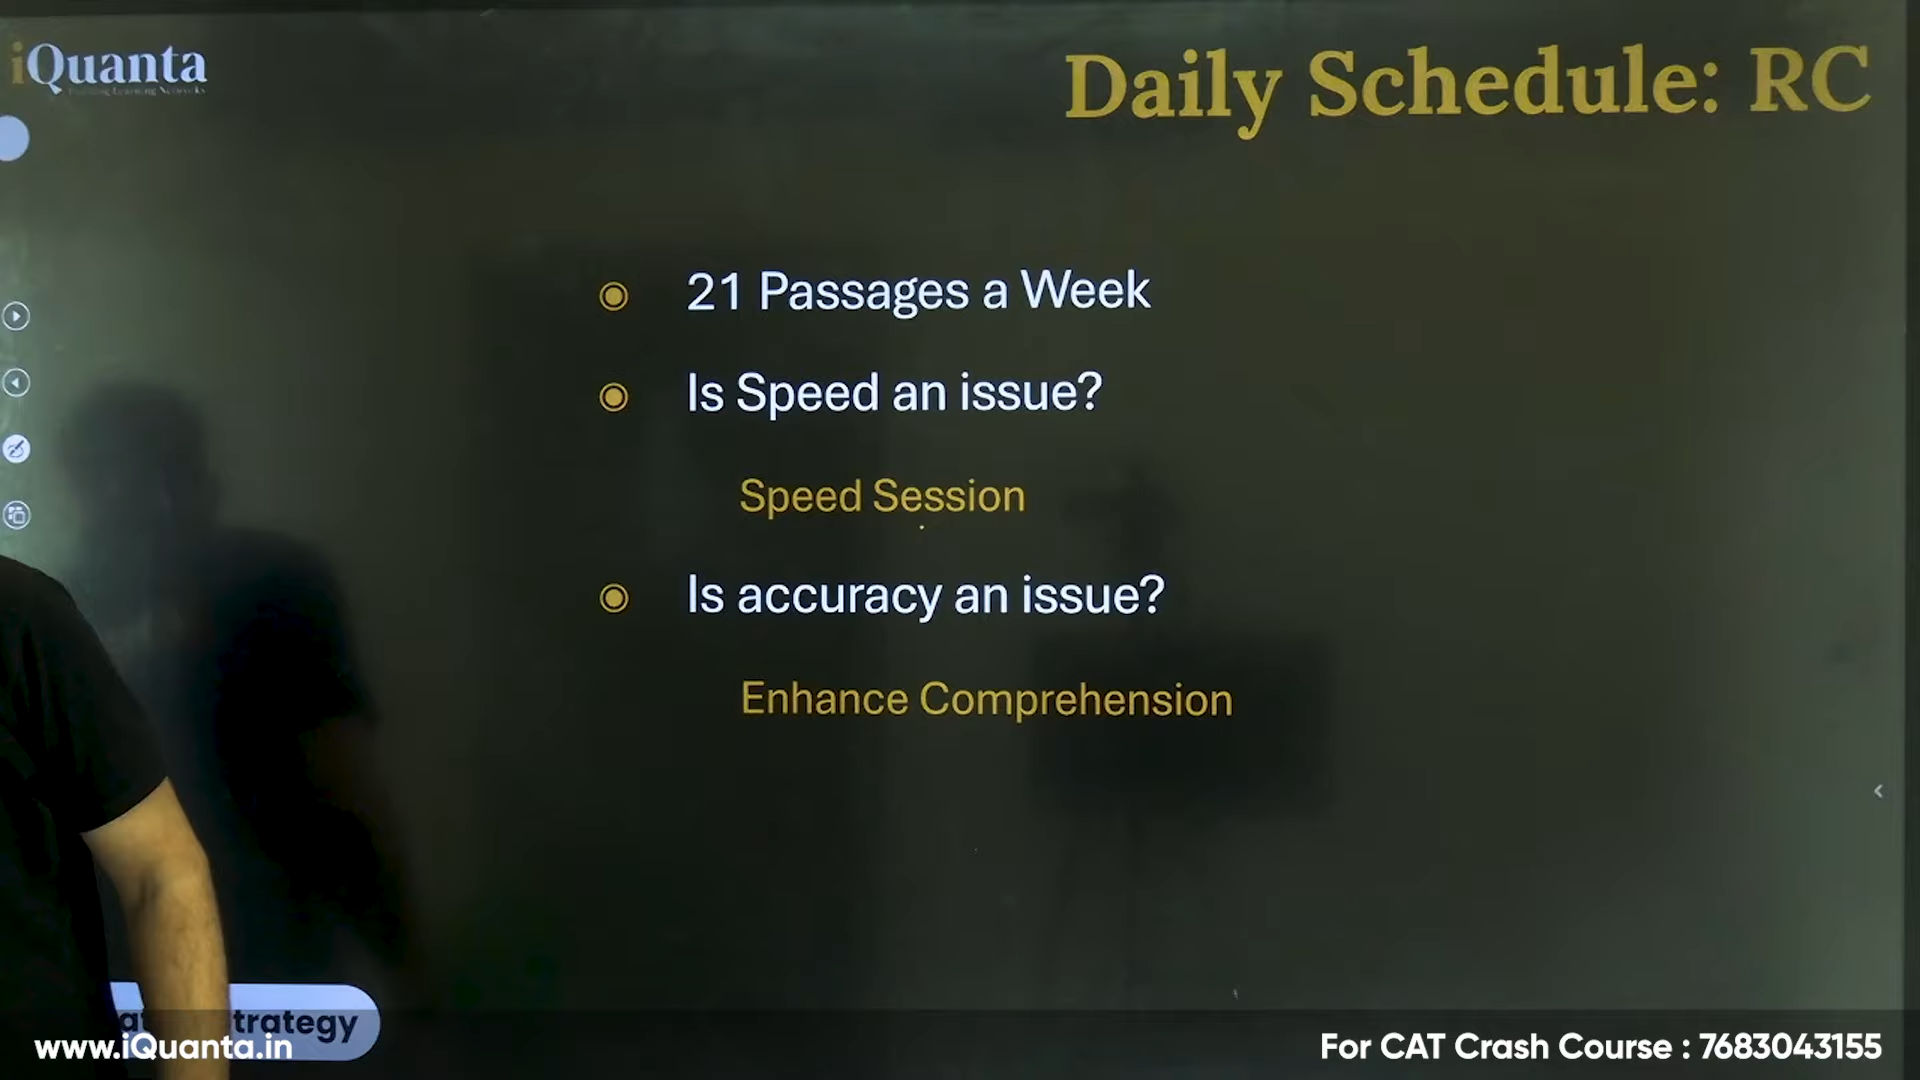 iQuanta
Daily Schedule: RC
21 Passages a Week
Is Speed an issue?
Speed Session
Is accuracy an issue?
Enhance Comprehension
www.iQuanta.in
For CAT Crash Course : 7683043155